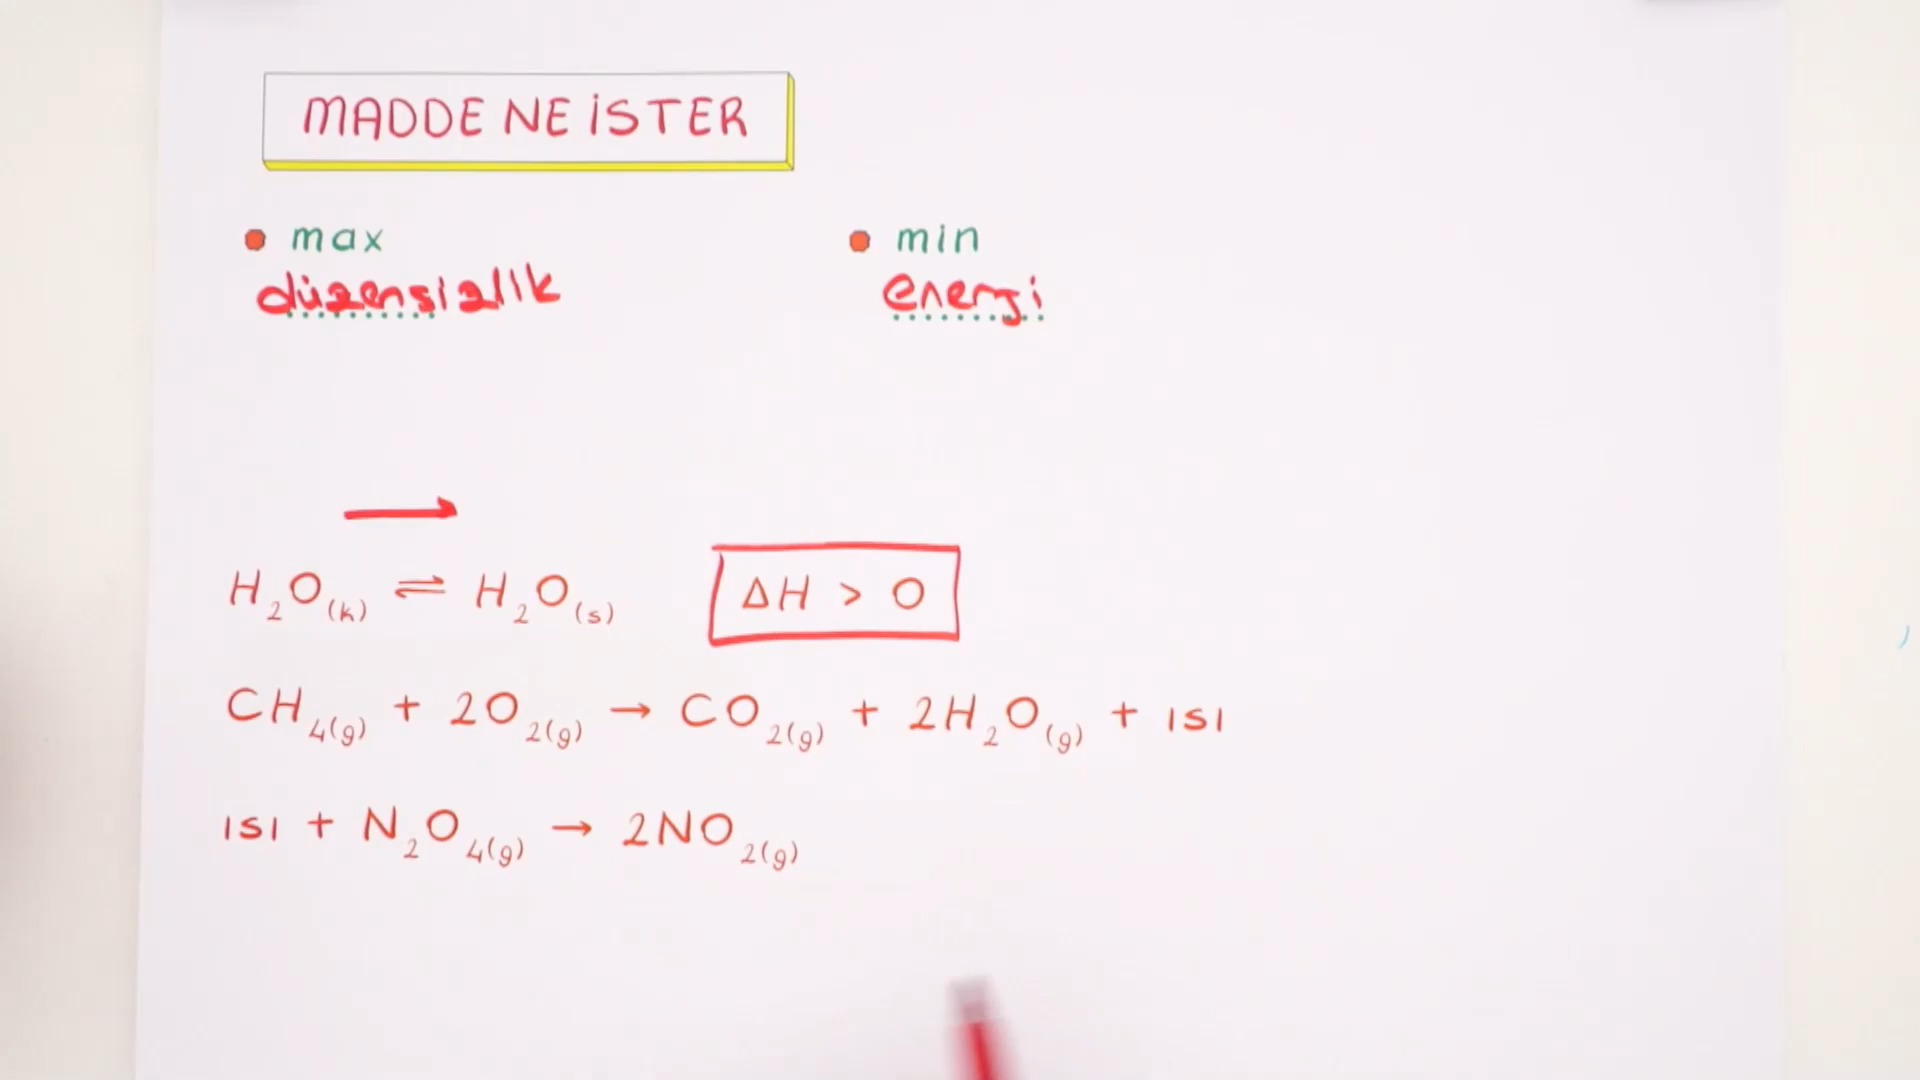 MADDE NE İSTER
• max
düzensizlik
• min
enerji
H₂O(k) ⇌ H₂O(s) ΔH > 0
CH₄(g) + 2O₂(g) → CO₂(g) + 2H₂O(g) + ısı
ısı + N₂O₄(g) → 2NO₂(g)